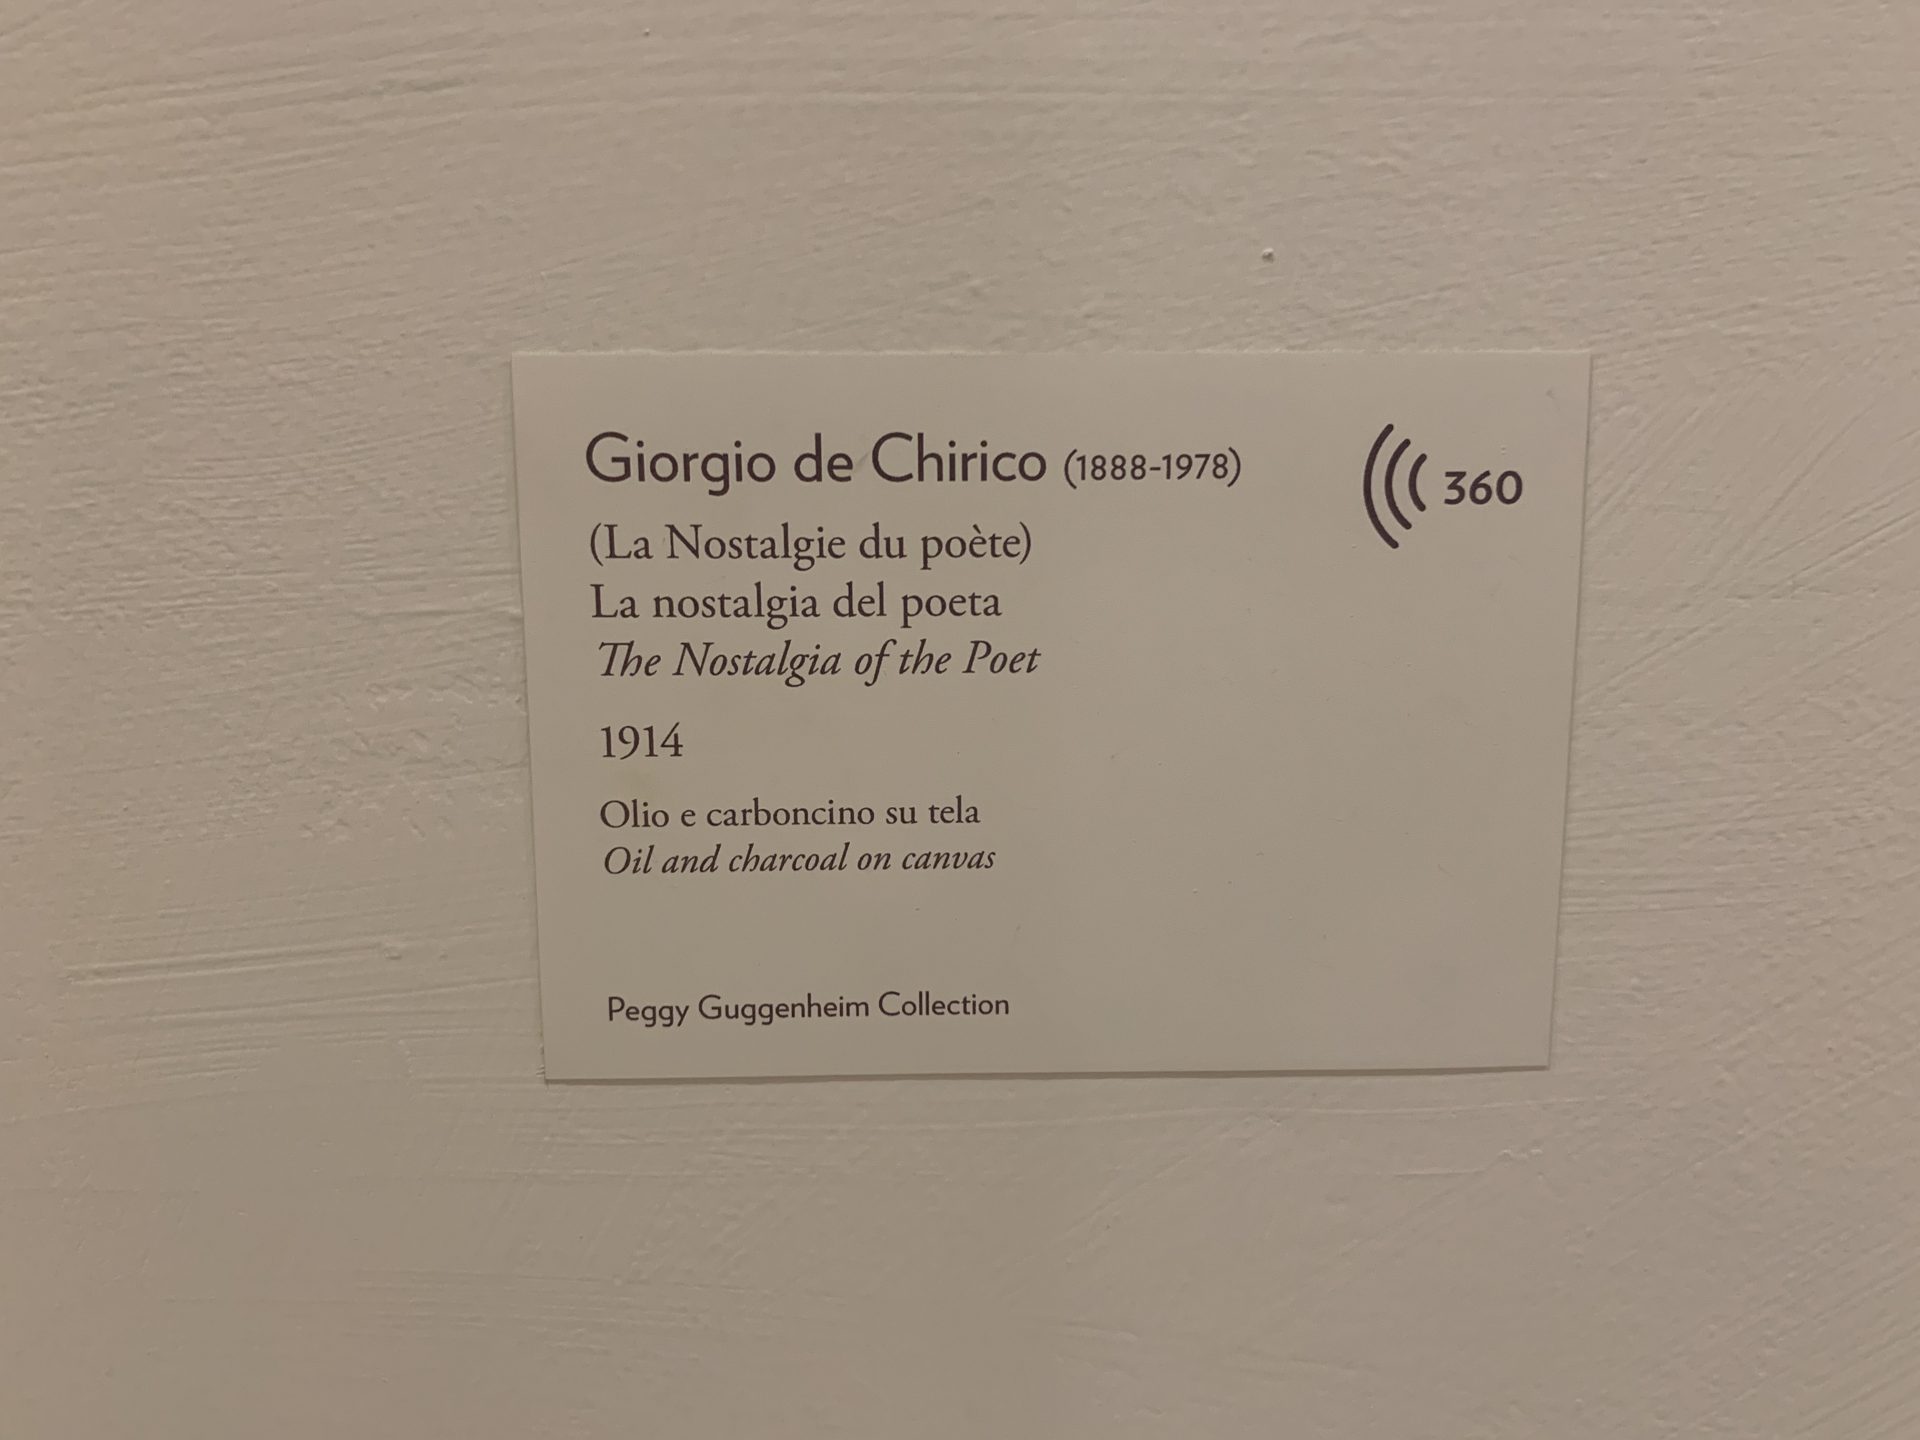 Giorgio de Chirico (1888-1978)
360
(La Nostalgie du poète)
La nostalgia del poeta
The Nostalgia of the Poet
1914
Olio e carboncino su tela
Oil and charcoal on canvas
Peggy Guggenheim Collection